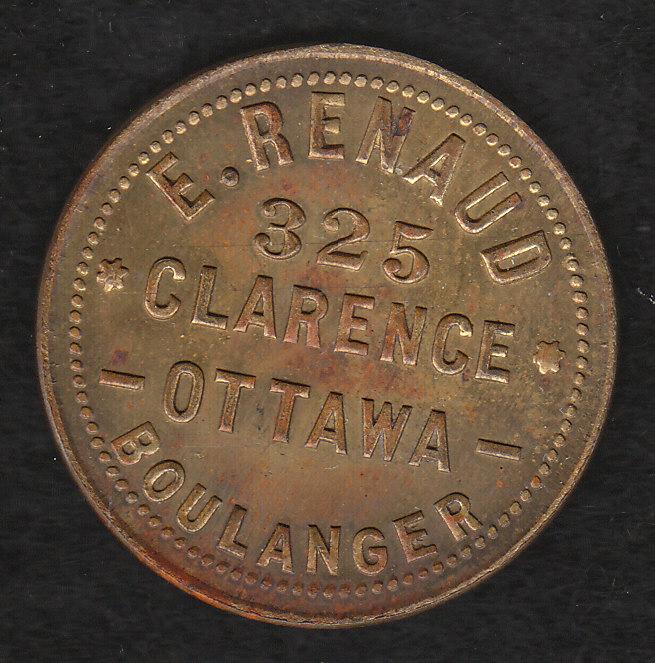 E. RENAUD
325
CLARENCE
- OTTAWA -
BOULANGER